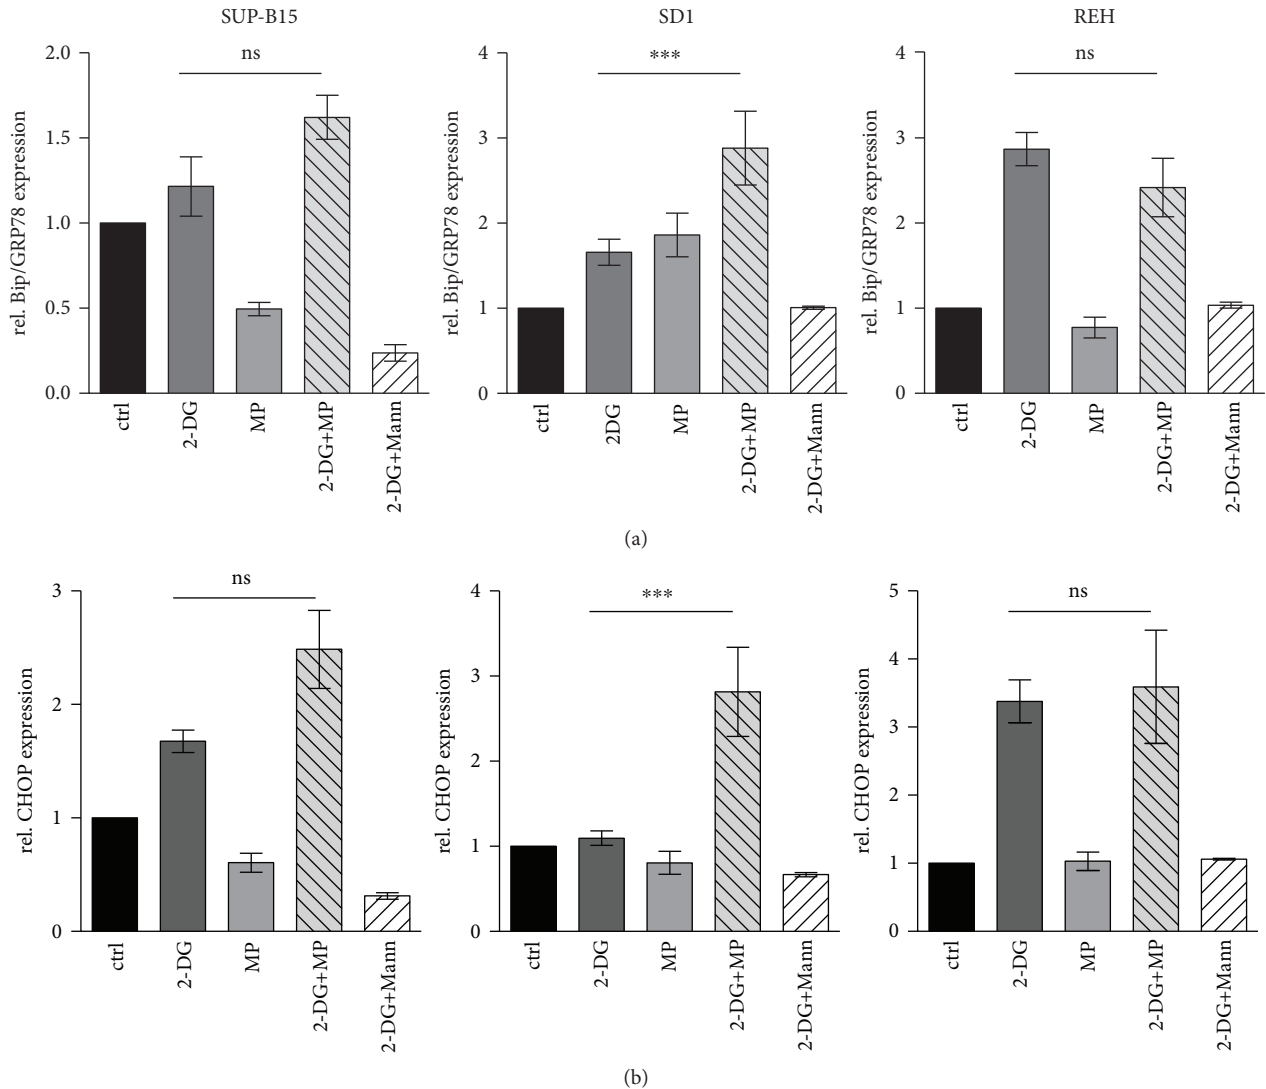 SUP-B15
SD1
REH
rel. Bip/GRP78 expression
2.0
1.5
1.0
0.5
0.0
ns
ctrl
2-DG
MP
2-DG+MP
2-DG+Mann
rel. Bip/GRP78 expression
4
3
2
1
0
***
ctrl
2DG
MP
2-DG+MP
2-DG+Mann
rel. Bip/GRP78 expression
4
3
2
1
0
ns
ctrl
2-DG
MP
2-DG+MP
2-DG+Mann
(a)
rel. CHOP expression
3
2
1
0
ns
ctrl
2-DG
MP
2-DG+MP
2-DG+Mann
rel. CHOP expression
4
3
2
1
0
***
ctrl
2-DG
MP
2-DG+MP
2-DG+Mann
rel. CHOP expression
5
4
3
2
1
0
ns
ctrl
2-DG
MP
2-DG+MP
2-DG+Mann
(b)